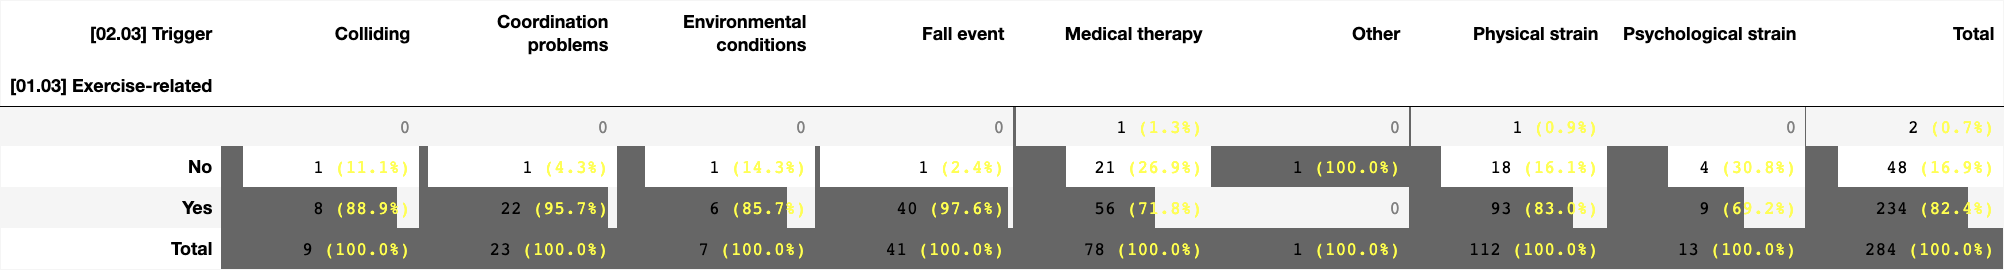 [02.03] Trigger Colliding Coordination problems Environmental conditions Fall event Medical therapy Other Physical strain Psychological strain Total
[01.03] Exercise-related
0 0 0 0 1 (1.3%) 0 1 (0.9%) 0 2 (0.7%)
No 1 (11.1%) 1 (4.3%) 1 (14.3%) 1 (2.4%) 21 (26.9%) 1 (100.0%) 18 (16.1%) 4 (30.8%) 48 (16.9%)
Yes 8 (88.9%) 22 (95.7%) 6 (85.7%) 40 (97.6%) 56 (71.8%) 0 93 (83.0%) 9 (69.2%) 234 (82.4%)
Total 9 (100.0%) 23 (100.0%) 7 (100.0%) 41 (100.0%) 78 (100.0%) 1 (100.0%) 112 (100.0%) 13 (100.0%) 284 (100.0%)